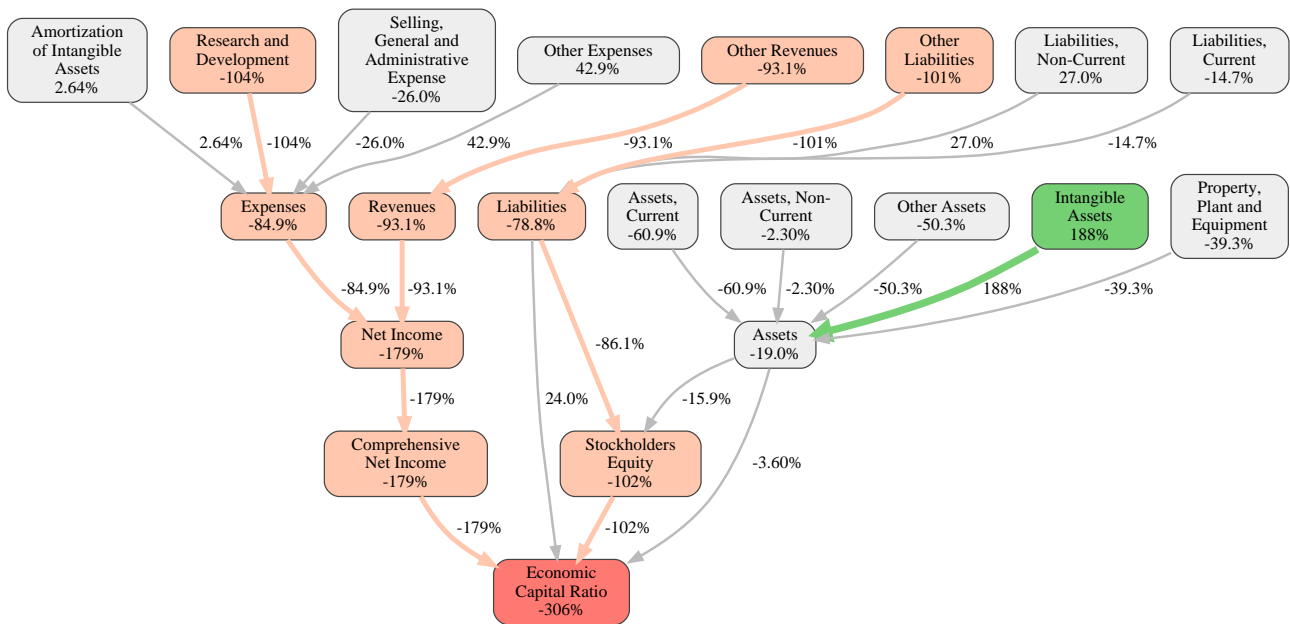 Amortization
of Intangible
Assets
2.64%
Research and
Development
-104%
Selling,
General and
Administrative
Expense
-26.0%
Other Expenses
42.9%
Other Revenues
-93.1%
Other
Liabilities
-101%
Liabilities,
Non-Current
27.0%
Liabilities,
Current
-14.7%
2.64%
-104%
-26.0%
42.9%
-93.1%
-101%
27.0%
-14.7%
Expenses
-84.9%
Revenues
-93.1%
Liabilities
-78.8%
Assets,
Current
-60.9%
Assets, Non-
Current
-2.30%
Other Assets
-50.3%
Intangible
Assets
188%
Property,
Plant and
Equipment
-39.3%
-84.9%
-93.1%
-60.9%
-2.30%
-50.3%
188%
-39.3%
Net Income
-179%
-86.1%
Assets
-19.0%
-179%
24.0%
-15.9%
Comprehensive
Net Income
-179%
Stockholders
Equity
-102%
-3.60%
-179%
-102%
Economic
Capital Ratio
-306%